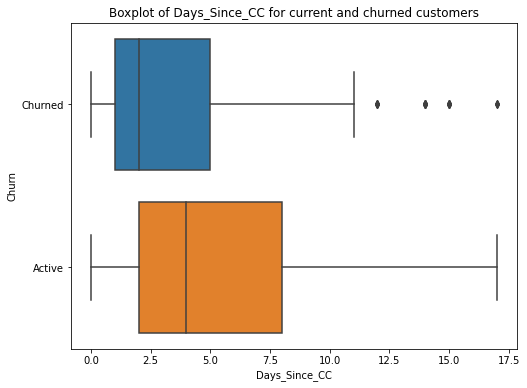 Boxplot of Days_Since_CC for current and churned customers
Churned
Churn
Active
0.0 2.5 5.0 7.5 10.0 12.5 15.0 17.5
Days_Since_CC